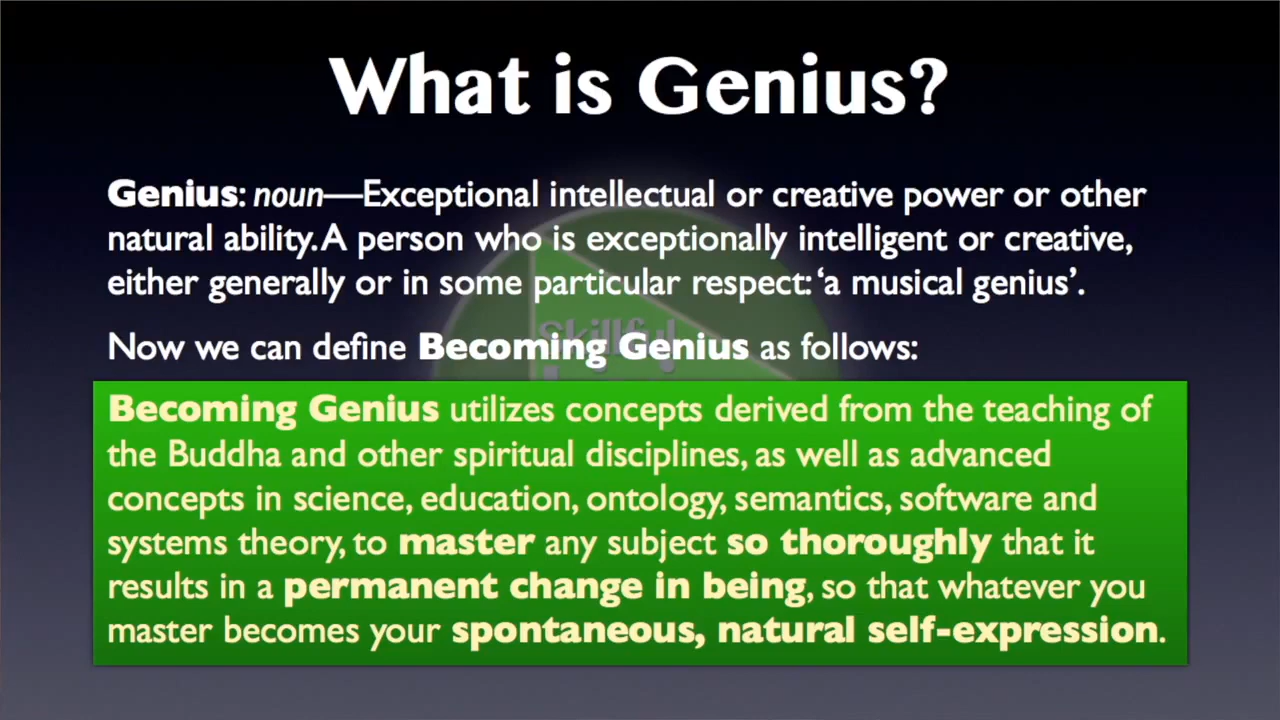 What is Genius?
Genius: noun—Exceptional intellectual or creative power or other
natural ability. A person who is exceptionally intelligent or creative,
either generally or in some particular respect: ‘a musical genius’.
Skillful
Now we can define Becoming Genius as follows:
Becoming Genius utilizes concepts derived from the teaching of
the Buddha and other spiritual disciplines, as well as advanced
concepts in science, education, ontology, semantics, software and
systems theory, to master any subject so thoroughly that it
results in a permanent change in being, so that whatever you
master becomes your spontaneous, natural self-expression.